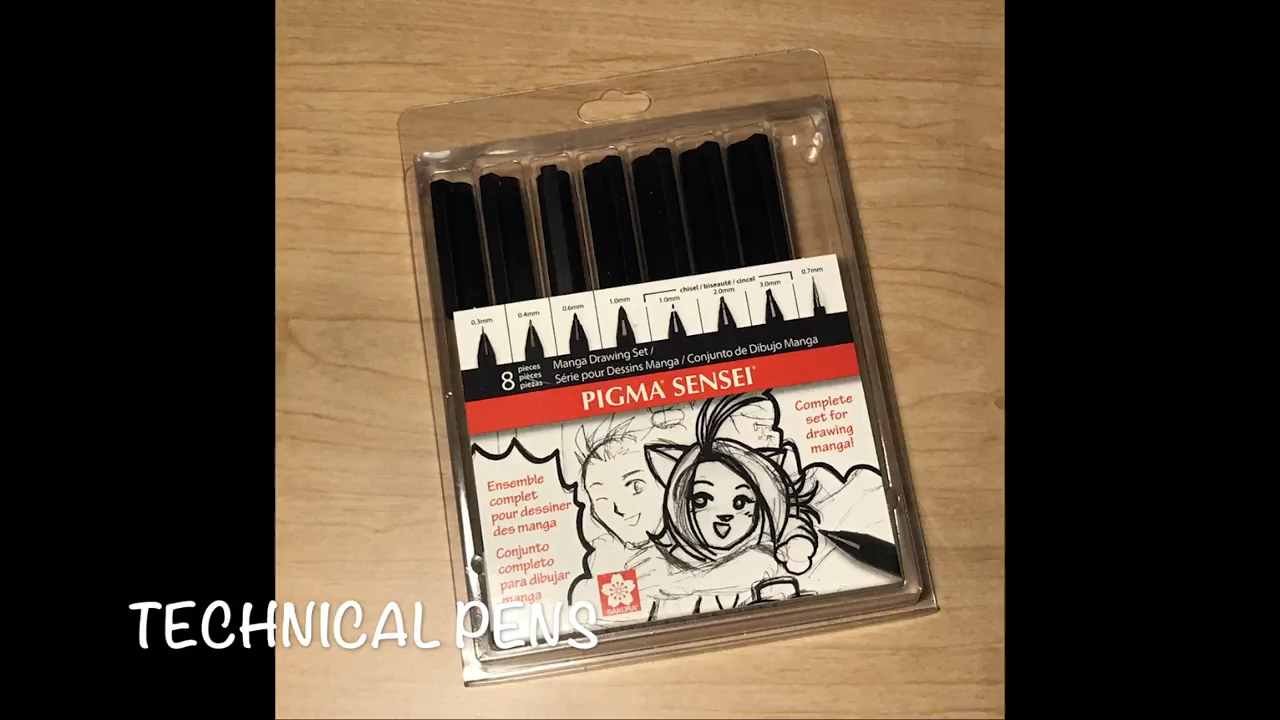 0.3mm
0.4mm
0.6mm
1.0mm
chisel / biseauté / cincel
1.0mm
2.0mm
3.0mm
0.7mm
8 pieces
pièces
piezas
Manga Drawing Set /
Série pour Dessins Manga / Conjunto de Dibujo Manga
PIGMA® SENSEI®
Complete
set for
drawing
manga!
Ensemble
complet
pour dessiner
des manga
Conjunto
completo
para dibujar
manga
SAKURA®
TECHNICAL PENS